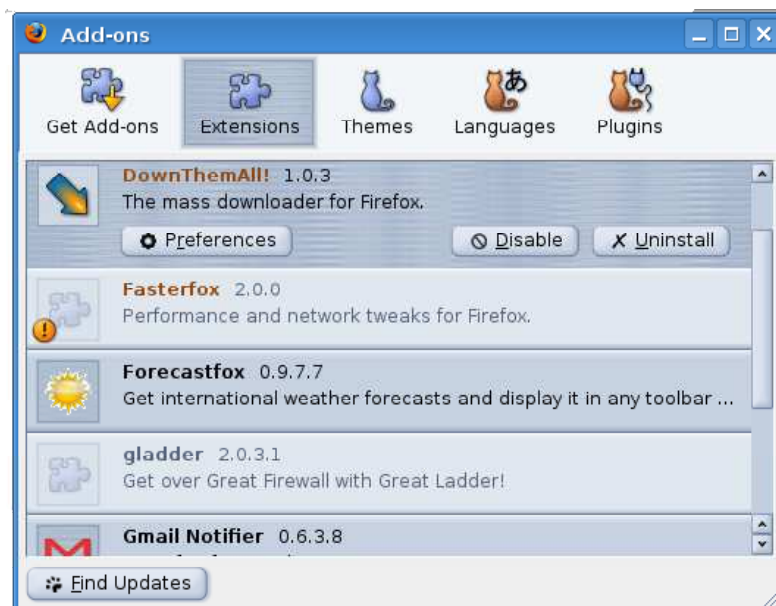 Add-ons
Get Add-ons Extensions Themes Languages Plugins
DownThemAll! 1.0.3
The mass downloader for Firefox.
Preferences Disable Uninstall
Fasterfox 2.0.0
Performance and network tweaks for Firefox.
Forecastfox 0.9.7.7
Get international weather forecasts and display it in any toolbar ...
gladder 2.0.3.1
Get over Great Firewall with Great Ladder!
Gmail Notifier 0.6.3.8
Find Updates